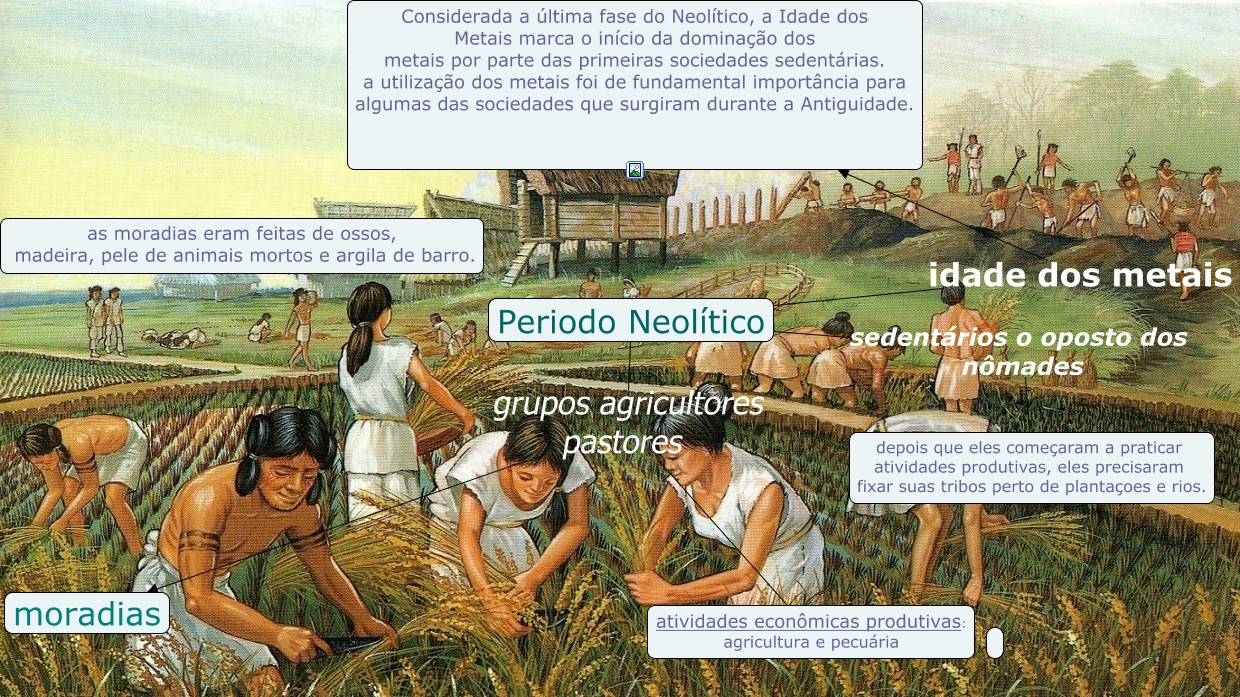 Considerada a última fase do Neolítico, a Idade dos
Metais marca o início da dominação dos
metais por parte das primeiras sociedades sedentárias.
a utilização dos metais foi de fundamental importância para
algumas das sociedades que surgiram durante a Antiguidade.
as moradias eram feitas de ossos,
madeira, pele de animais mortos e argila de barro.
idade dos metais
Periodo Neolítico
sedentários o oposto dos
nômades
grupos agricultores
pastores
depois que eles começaram a praticar
atividades produtivas, eles precisaram
fixar suas tribos perto de plantaçoes e rios.
moradias
atividades econômicas produtivas:
agricultura e pecuária